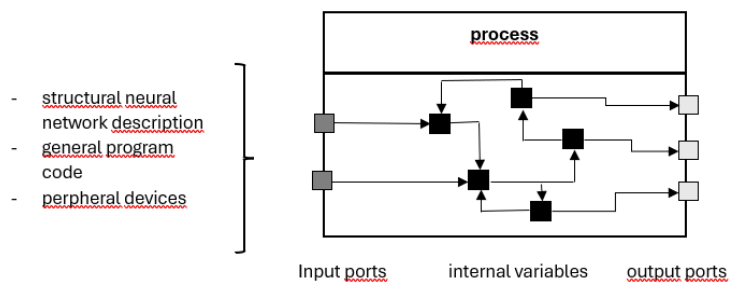 process
- structural neural
network description
- general program
code
- perpheral devices
Input ports
internal variables
output ports